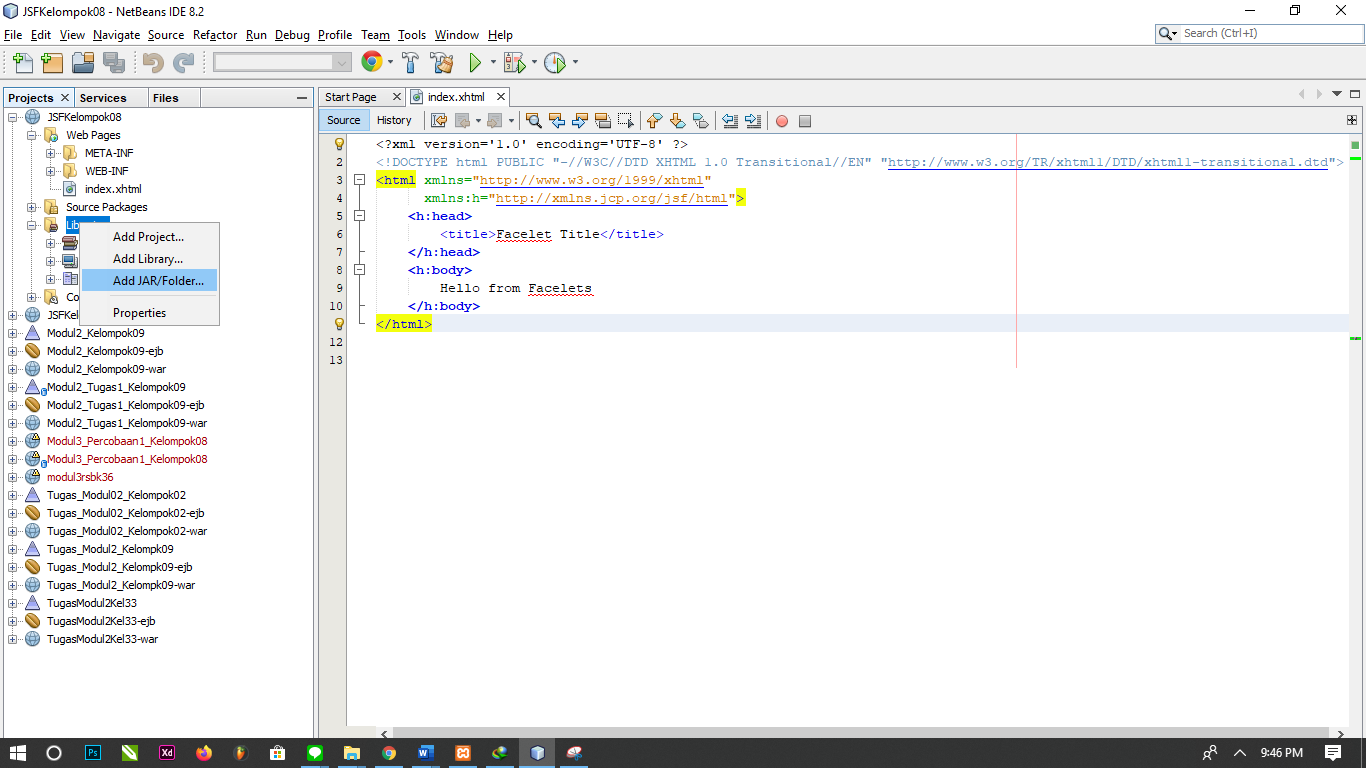 JSFKelompok08 - NetBeans IDE 8.2
File Edit View Navigate Source Refactor Run Debug Profile Team Tools Window Help
Search (Ctrl+I)
Projects Services Files
Start Page index.xhtml
Source History
JSFKelompok08
Web Pages
META-INF
WEB-INF
index.xhtml
Source Packages
Add Project...
Add Library...
Add JAR/Folder...
Properties
Modul2_Kelompok09
Modul2_Kelompok09-ejb
Modul2_Kelompok09-war
Modul2_Tugas1_Kelompok09
Modul2_Tugas1_Kelompok09-ejb
Modul2_Tugas1_Kelompok09-war
Modul3_Percobaan1_Kelompok08
Modul3_Percobaan1_Kelompok08
modul3rsbk36
Tugas_Modul02_Kelompok02
Tugas_Modul02_Kelompok02-ejb
Tugas_Modul02_Kelompok02-war
Tugas_Modul2_Kelompk09
Tugas_Modul2_Kelompk09-ejb
Tugas_Modul2_Kelompk09-war
TugasModul2Kel33
TugasModul2Kel33-ejb
TugasModul2Kel33-war
<?xml version='1.0' encoding='UTF-8' ?>
2 <!DOCTYPE html PUBLIC "-//W3C//DTD XHTML 1.0 Transitional//EN" "http://www.w3.org/TR/xhtml1/DTD/xhtml1-transitional.dtd">
3 <html xmlns="http://www.w3.org/1999/xhtml"
4 xmlns:h="http://xmlns.jcp.org/jsf/html">
5 <h:head>
6 <title>Facelet Title</title>
7 </h:head>
8 <h:body>
9 Hello from Facelets
10 </h:body>
</html>
12
13
Ps Xd
9:46 PM